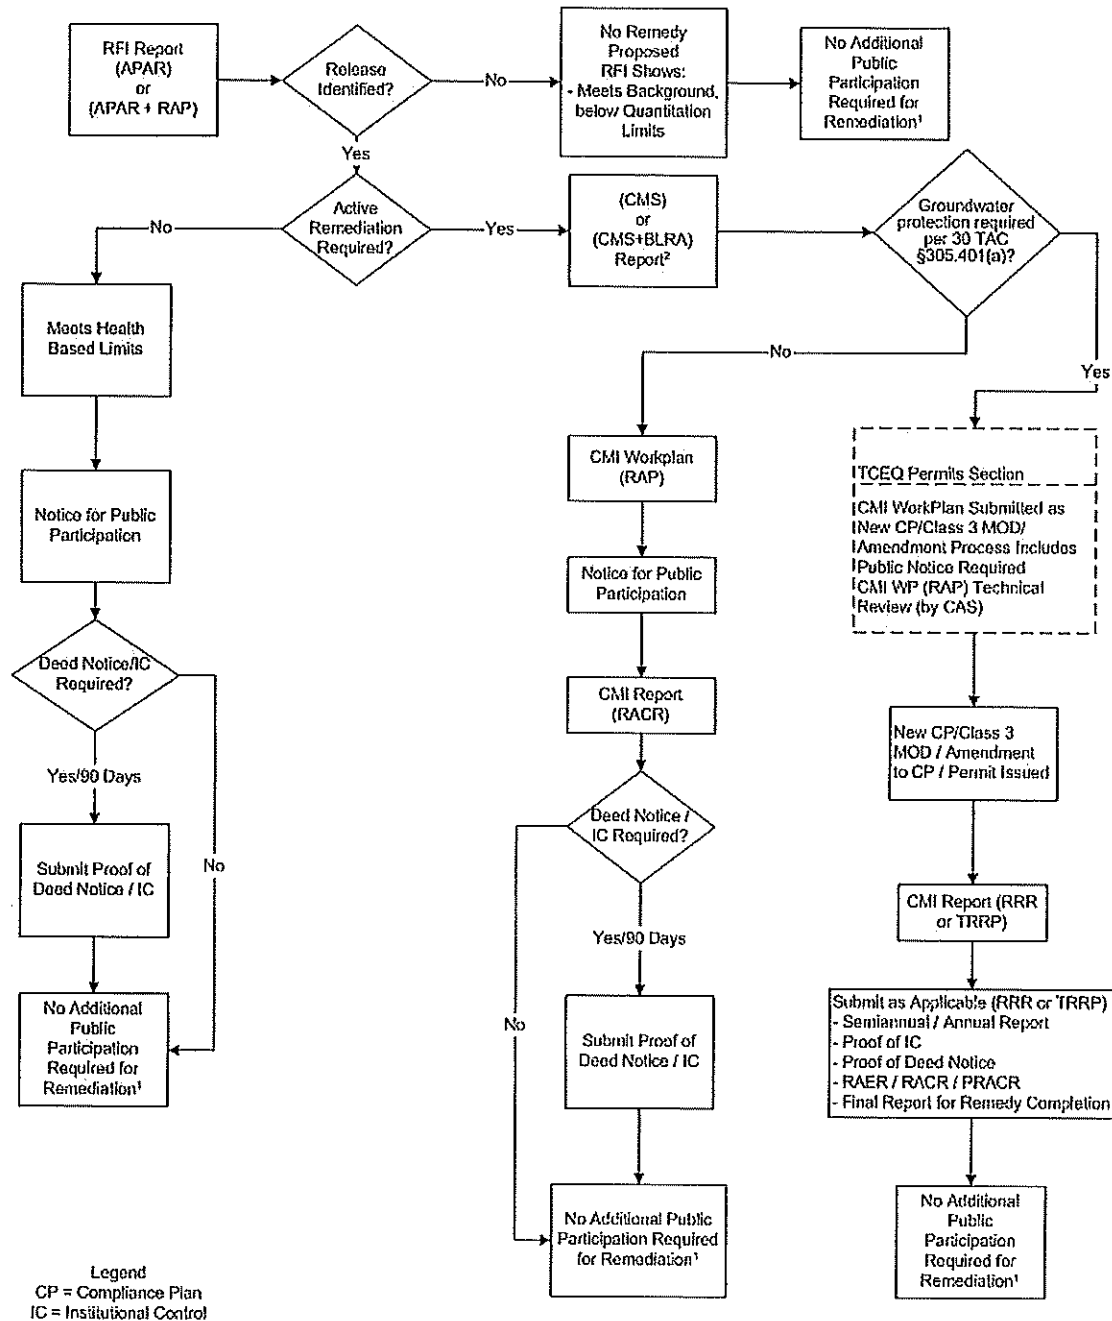 RFI Report
(APAR)
or
(APAR + RAP)
Release
Identified?
No
No Remedy
Proposed
RFI Shows:
- Meets Background,
below Quantitation
Limits
No Additional
Public
Participation
Required for
Remediation¹
Yes
Active
Remediation
Required?
No
Yes
(CMS)
or
(CMS+BLRA)
Report²
Groundwater
protection required
per 30 TAC
§305.401(a)?
No
Yes
Meets Health
Based Limits
Notice for Public
Participation
Deed Notice/IC
Required?
Yes/90 Days
No
Submit Proof of
Deed Notice / IC
No Additional
Public
Participation
Required for
Remediation¹
CMI Workplan
(RAP)
Notice for Public
Participation
CMI Report
(RACR)
Deed Notice /
IC Required?
Yes/90 Days
No
Submit Proof of
Deed Notice / IC
No Additional Public
Participation Required
for Remediation¹
TCEQ Permits Section
CMI WorkPlan Submitted as
New CP/Class 3 MOD/
Amendment Process Includes
Public Notice Required
CMI WP (RAP) Technical
Review (by CAS)
New CP/Class 3
MOD / Amendment
to CP / Permit Issued
CMI Report (RRR
or TRRP)
Submit as Applicable (RRR or TRRP)
- Semiannual / Annual Report
- Proof of IC
- Proof of Deed Notice
- RAER / RACR / PRACR
- Final Report for Remedy Completion
No Additional
Public
Participation
Required for
Remediation¹
Legend
CP = Compliance Plan
IC = Institutional Control